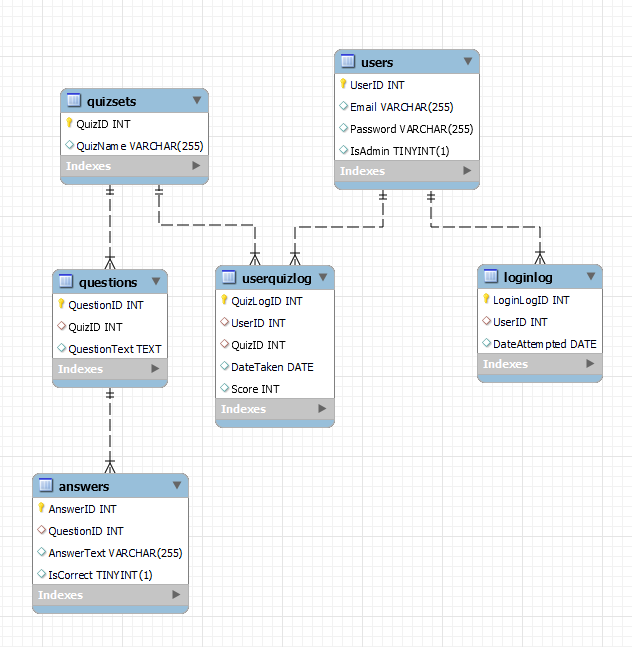 users
UserID INT
Email VARCHAR(255)
Password VARCHAR(255)
IsAdmin TINYINT(1)
Indexes
quizsets
QuizID INT
QuizName VARCHAR(255)
Indexes
questions
QuestionID INT
QuizID INT
QuestionText TEXT
Indexes
userquizlog
QuizLogID INT
UserID INT
QuizID INT
DateTaken DATE
Score INT
Indexes
loginlog
LoginLogID INT
UserID INT
DateAttempted DATE
Indexes
answers
AnswerID INT
QuestionID INT
AnswerText VARCHAR(255)
IsCorrect TINYINT(1)
Indexes